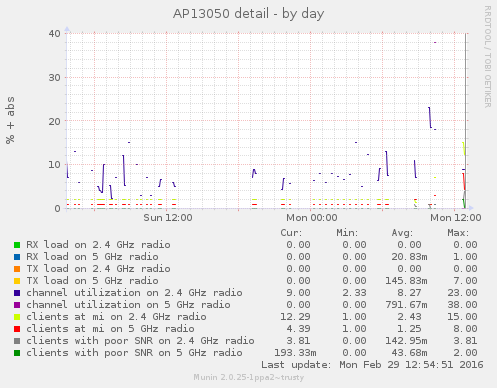 AP13050 detail - by day
RRDTOOL / TOBI OETIKER
% + abs
40
30
20
10
0
Sun 12:00 Mon 00:00 Mon 12:00
Cur: Min: Avg: Max:
RX load on 2.4 GHz radio 0.00 0.00 0.00 0.00
RX load on 5 GHz radio 0.00 0.00 20.83m 1.00
TX load on 2.4 GHz radio 0.00 0.00 0.00 0.00
TX load on 5 GHz radio 0.00 0.00 145.83m 7.00
channel utilization on 2.4 GHz radio 9.00 2.33 8.27 23.00
channel utilization on 5 GHz radio 0.00 0.00 791.67m 38.00
clients at mi on 2.4 GHz radio 12.29 1.00 2.43 15.00
clients at mi on 5 GHz radio 4.39 1.00 1.25 8.00
clients with poor SNR on 2.4 GHz radio 3.81 0.00 142.95m 3.81
clients with poor SNR on 5 GHz radio 193.33m 0.00 43.68m 2.00
Last update: Mon Feb 29 12:54:51 2016
Munin 2.0.25-1ppa2~trusty